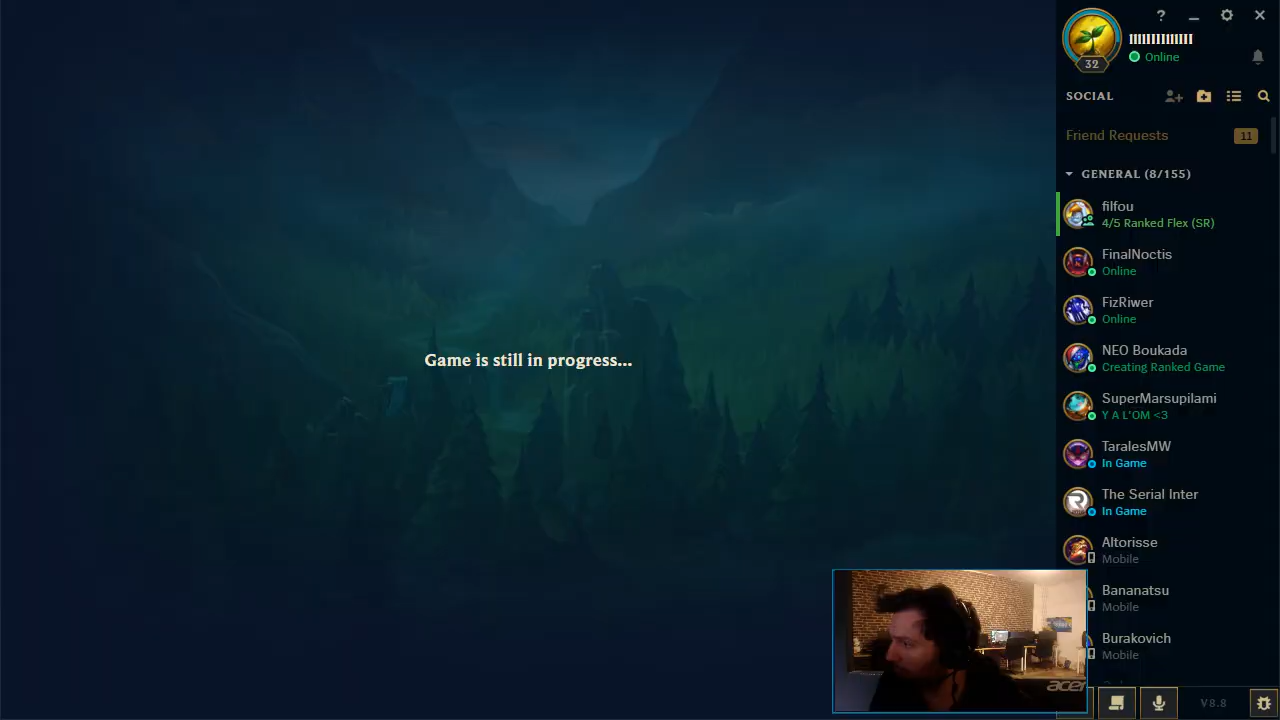 ?
IIIIIIIIIIIII
Online
32
SOCIAL
Friend Requests 11
GENERAL (8/155)
filfou
4/5 Ranked Flex (SR)
FinalNoctis
Online
FizRiwer
Online
Game is still in progress...
NEO Boukada
Creating Ranked Game
SuperMarsupilami
Y A L'OM <3
TaralesMW
In Game
The Serial Inter
In Game
Altorisse
Mobile
Bananatsu
Mobile
Burakovich
Mobile
acer
V8.8